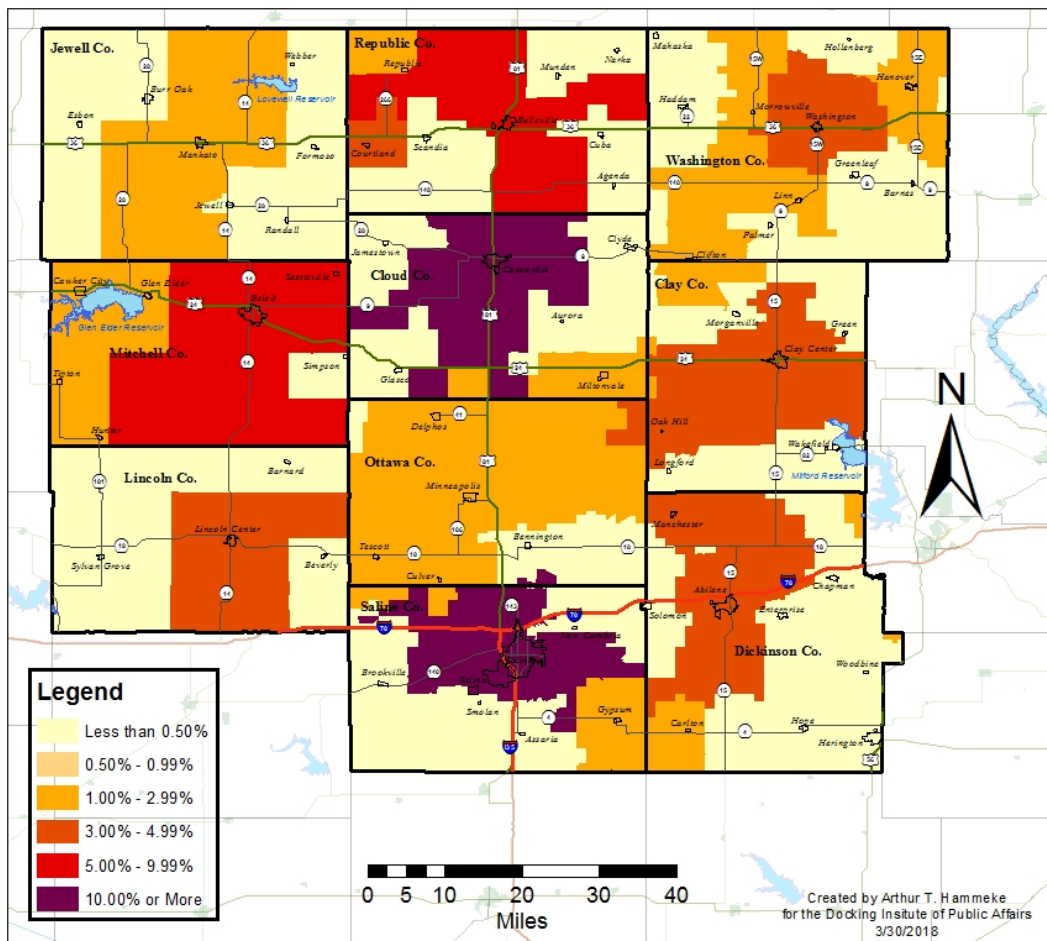 Jewell Co.
Webber
Burr Oak
Lovewell Reservoir
Esbon
Mankato
Formoso
Jewell
Randall
Republic Co.
Republic
Narka
Munden
Belleville
Courtland
Scandia
Cuba
Agenda
Mahaska
Hollenberg
Hanover
Haddam
Morrowville
Washington
Washington Co.
Greenleaf
Linn
Barnes
Palmer
Clifton
Cawker City
Glen Elder
Scottsville
Beloit
Glen Elder Reservoir
Mitchell Co.
Simpson
Tipton
Hunter
Jamestown
Clyde
Cloud Co.
Concordia
Aurora
Glasco
Miltonvale
Clay Co.
Morganville
Green
Clay Center
Oak Hill
Wakefield
Longford
Milford Reservoir
Lincoln Co.
Barnard
Lincoln Center
Sylvan Grove
Beverly
Delphos
Ottawa Co.
Minneapolis
Bennington
Tescott
Culver
Saline Co.
New Cambria
Brookville
Salina
Smolan
Gypsum
Assaria
Manchester
Chapman
Abilene
Solomon
Enterprise
Dickinson Co.
Woodbine
Carlton
Hope
Herington
N
Legend
Less than 0.50%
0.50% - 0.99%
1.00% - 2.99%
3.00% - 4.99%
5.00% - 9.99%
10.00% or More
0 5 10 20 30 40
Miles
Created by Arthur T. Hammeke
for the Docking Insitute of Public Affairs
3/30/2018